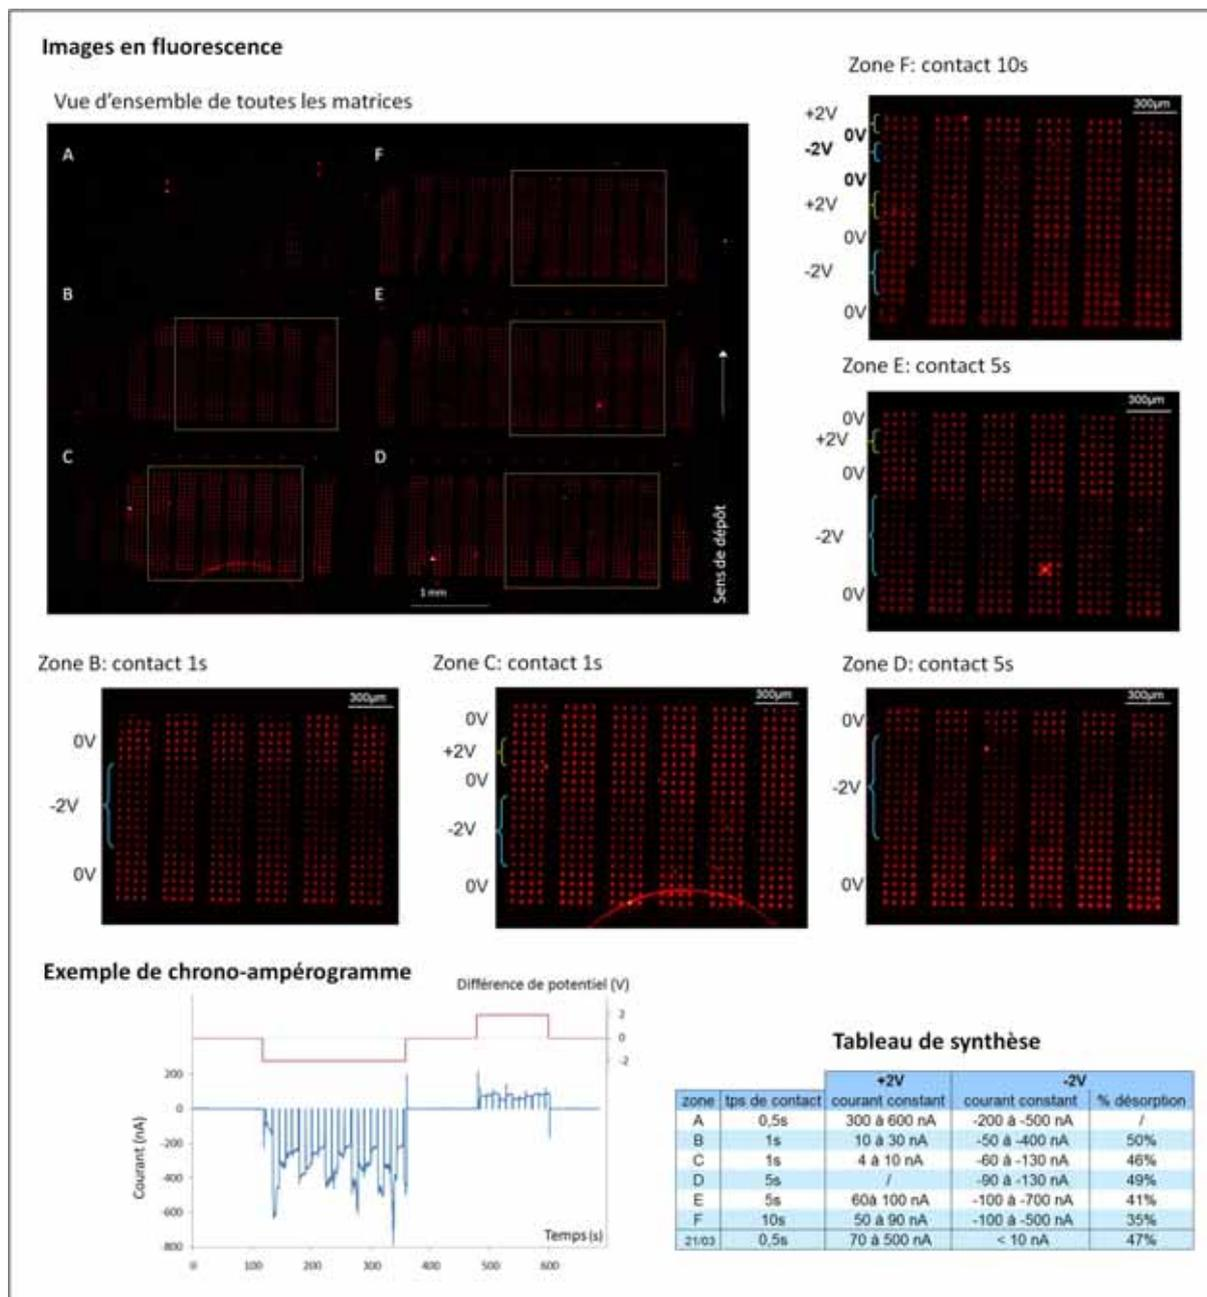 Images en fluorescence
Vue d'ensemble de toutes les matrices
A
F
B
E
C
D
1 mm
Sens de dépôt
Zone F: contact 10s
300µm
+2V
0V
-2V
0V
+2V
0V
-2V
0V
Zone E: contact 5s
300µm
0V
+2V
0V
-2V
0V
Zone B: contact 1s
300µm
0V
-2V
0V
Zone C: contact 1s
300µm
0V
+2V
0V
-2V
0V
Zone D: contact 5s
300µm
0V
-2V
0V
Exemple de chrono-ampérogramme
Différence de potentiel (V)
2
0
-2
200
0
-200
-400
600
800
Courant (nA)
Temps (s)
0 100 200 300 400 500 600
Tableau de synthèse
+2V -2V
zone tps de contact courant constant courant constant % désorption
A 0,5s 300 à 600 nA -200 à -500 nA /
B 1s 10 à 30 nA -50 à -400 nA 50%
C 1s 4 à 10 nA -60 à -130 nA 46%
D 5s / -90 à -130 nA 49%
E 5s 60à 100 nA -100 à -700 nA 41%
F 10s 50 à 90 nA -100 à -500 nA 35%
21/03 0,5s 70 à 500 nA < 10 nA 47%